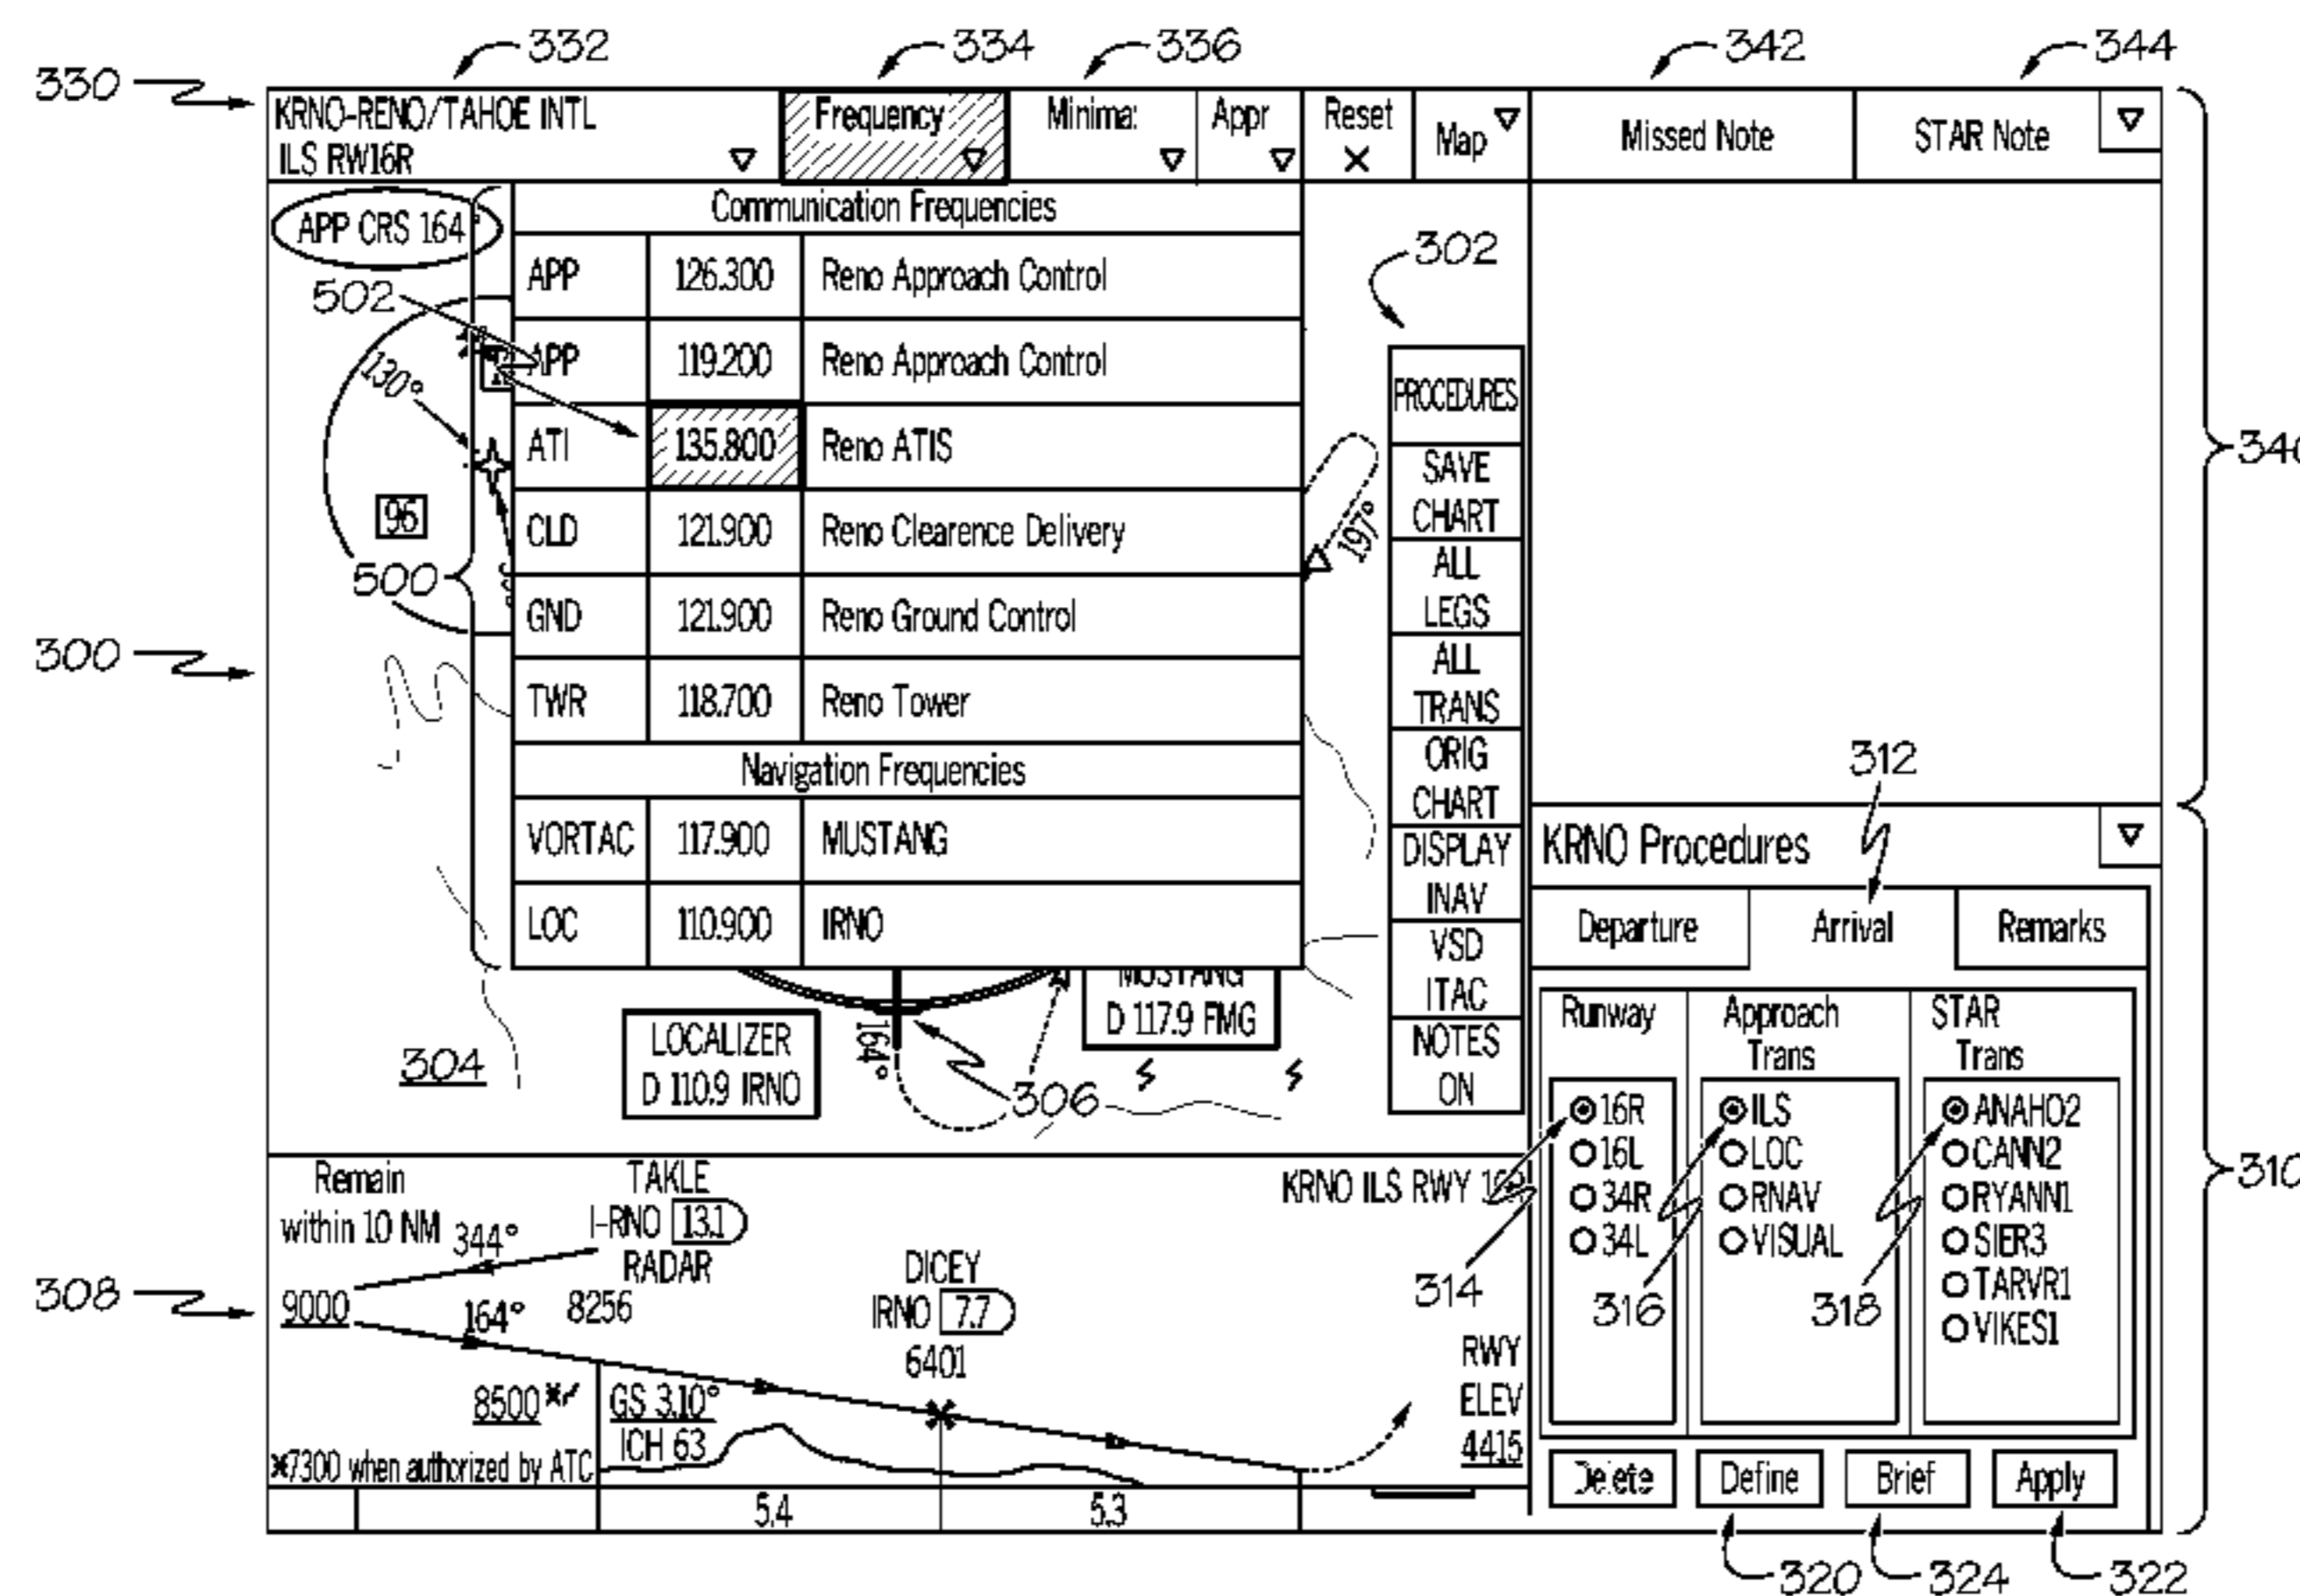 332
334
336
342
344
330
KRNO-RENO/TAHOE INTL
ILS RW16R
Frequency
Minima:
Appr
Reset
Map
Missed Note
STAR Note
APP CRS 164°
502
130°
96
500
300
304
Communication Frequencies
APP 126.300 Reno Approach Control
APP 119.200 Reno Approach Control
ATI 135.800 Reno ATIS
CLD 121.900 Reno Clearence Delivery
GND 121.900 Reno Ground Control
TWR 118.700 Reno Tower
Navigation Frequencies
VORTAC 117.900 MUSTANG
LOC 110.900 IRNO
302
197°
PROCEDURES
SAVE
CHART
ALL
LEGS
ALL
TRANS
ORIG
CHART
DISPLAY
INAV
VSD
ITAC
NOTES
ON
LOCALIZER
D 110.9 IRNO
164°
306
MUSTANG
D 117.9 FMG
340
312
KRNO Procedures
Departure
Arrival
Remarks
Runway
16R
16L
34R
34L
Approach
Trans
ILS
LOC
RNAV
VISUAL
STAR
Trans
ANAHO2
CANN2
RYANN1
SIER3
TARVR1
VIKES1
314
316
318
310
Delete
Define
Brief
Apply
320
324
322
308
Remain
within 10 NM
344°
9000
164°
TAKLE
I-RNO 13.1
RADAR
8256
DICEY
IRNO 7.7
6401
KRNO ILS RWY
RWY
ELEV
4415
8500
GS 3.10°
ICH 63
*7300 when authorized by ATC
5.4
5.3